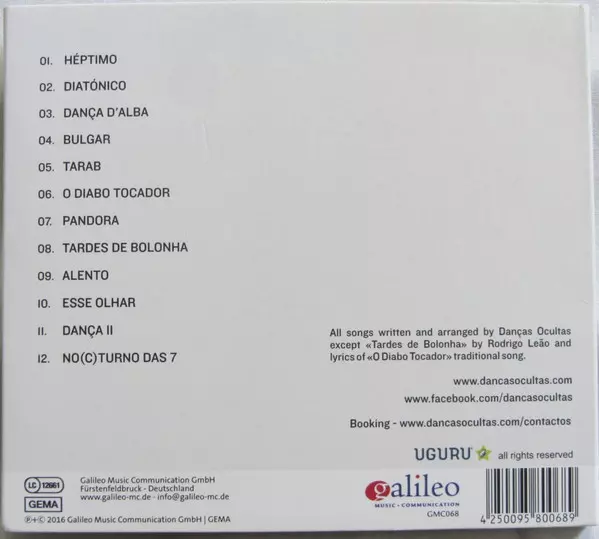 01. HÉPTIMO
02. DIATÓNICO
03. DANÇA D'ALBA
04. BULGAR
05. TARAB
06. O DIABO TOCADOR
07. PANDORA
08. TARDES DE BOLONHA
09. ALENTO
10. ESSE OLHAR
11. DANÇA II
12. NO(C)TURNO DAS 7
All songs written and arranged by Danças Ocultas
except «Tardes de Bolonha» by Rodrigo Leão and
lyrics of «O Diabo Tocador» traditional song.
www.dancasocultas.com
www.facebook.com/dancasocultas
Booking - www.dancasocultas.com/contactos
UGURU all rights reserved
LC 12661
GEMA
Galileo Music Communication GmbH
Fürstenfeldbruck - Deutschland
www.galileo-mc.de · info@galileo-mc.de
℗+© 2016 Galileo Music Communication GmbH | GEMA
galileo
MUSIC · COMMUNICATION
GMC068
4 250095 800689